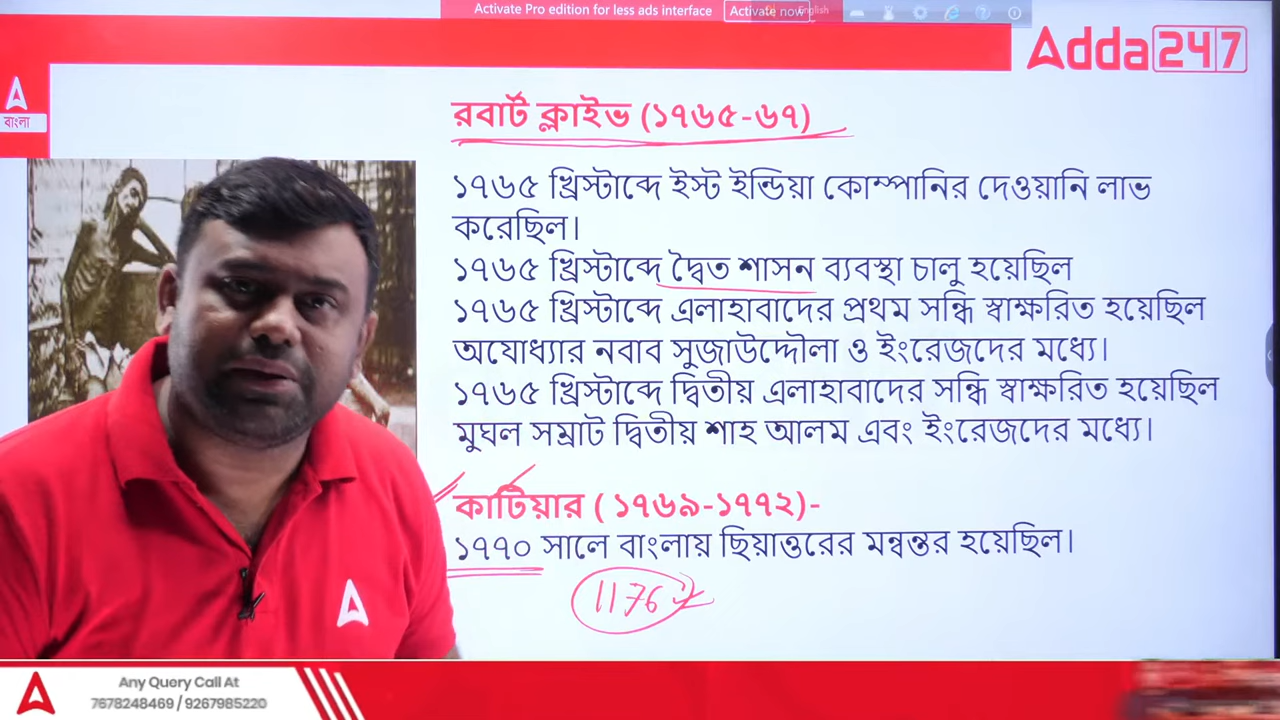 Activate Pro edition for less ads interface
Activate now
English
Adda 247
বাংলা
রবার্ট ক্লাইভ (১৭৬৫-৬৭)
১৭৬৫ খ্রিস্টাব্দে ইস্ট ইন্ডিয়া কোম্পানির দেওয়ানি লাভ
করেছিল।
১৭৬৫ খ্রিস্টাব্দে দ্বৈত শাসন ব্যবস্থা চালু হয়েছিল
১৭৬৫ খ্রিস্টাব্দে এলাহাবাদের প্রথম সন্ধি স্বাক্ষরিত হয়েছিল
অযোধ্যার নবাব সুজাউদ্দৌলা ও ইংরেজদের মধ্যে।
১৭৬৫ খ্রিস্টাব্দে দ্বিতীয় এলাহাবাদের সন্ধি স্বাক্ষরিত হয়েছিল
মুঘল সম্রাট দ্বিতীয় শাহ আলম এবং ইংরেজদের মধ্যে।
কার্টিয়ার ( ১৭৬৯-১৭৭২)-
১৭৭০ সালে বাংলায় ছিয়াত্তরের মন্বন্তর হয়েছিল।
1176
Any Query Call At
7678248469 / 9267985220